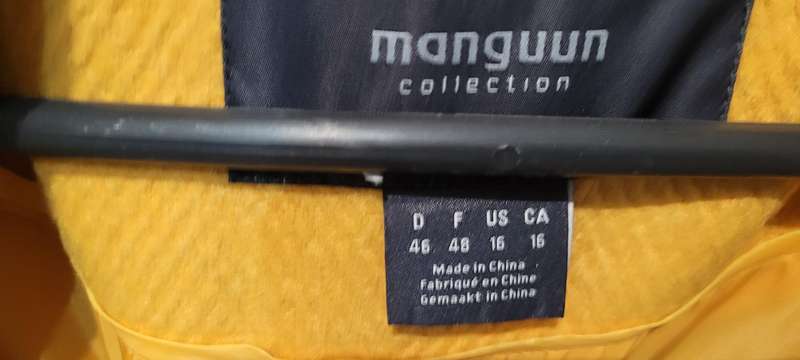 manguun
collection
D F US CA
46 48 16 16
Made in China
Fabriqué en Chine
Gemaakt in China